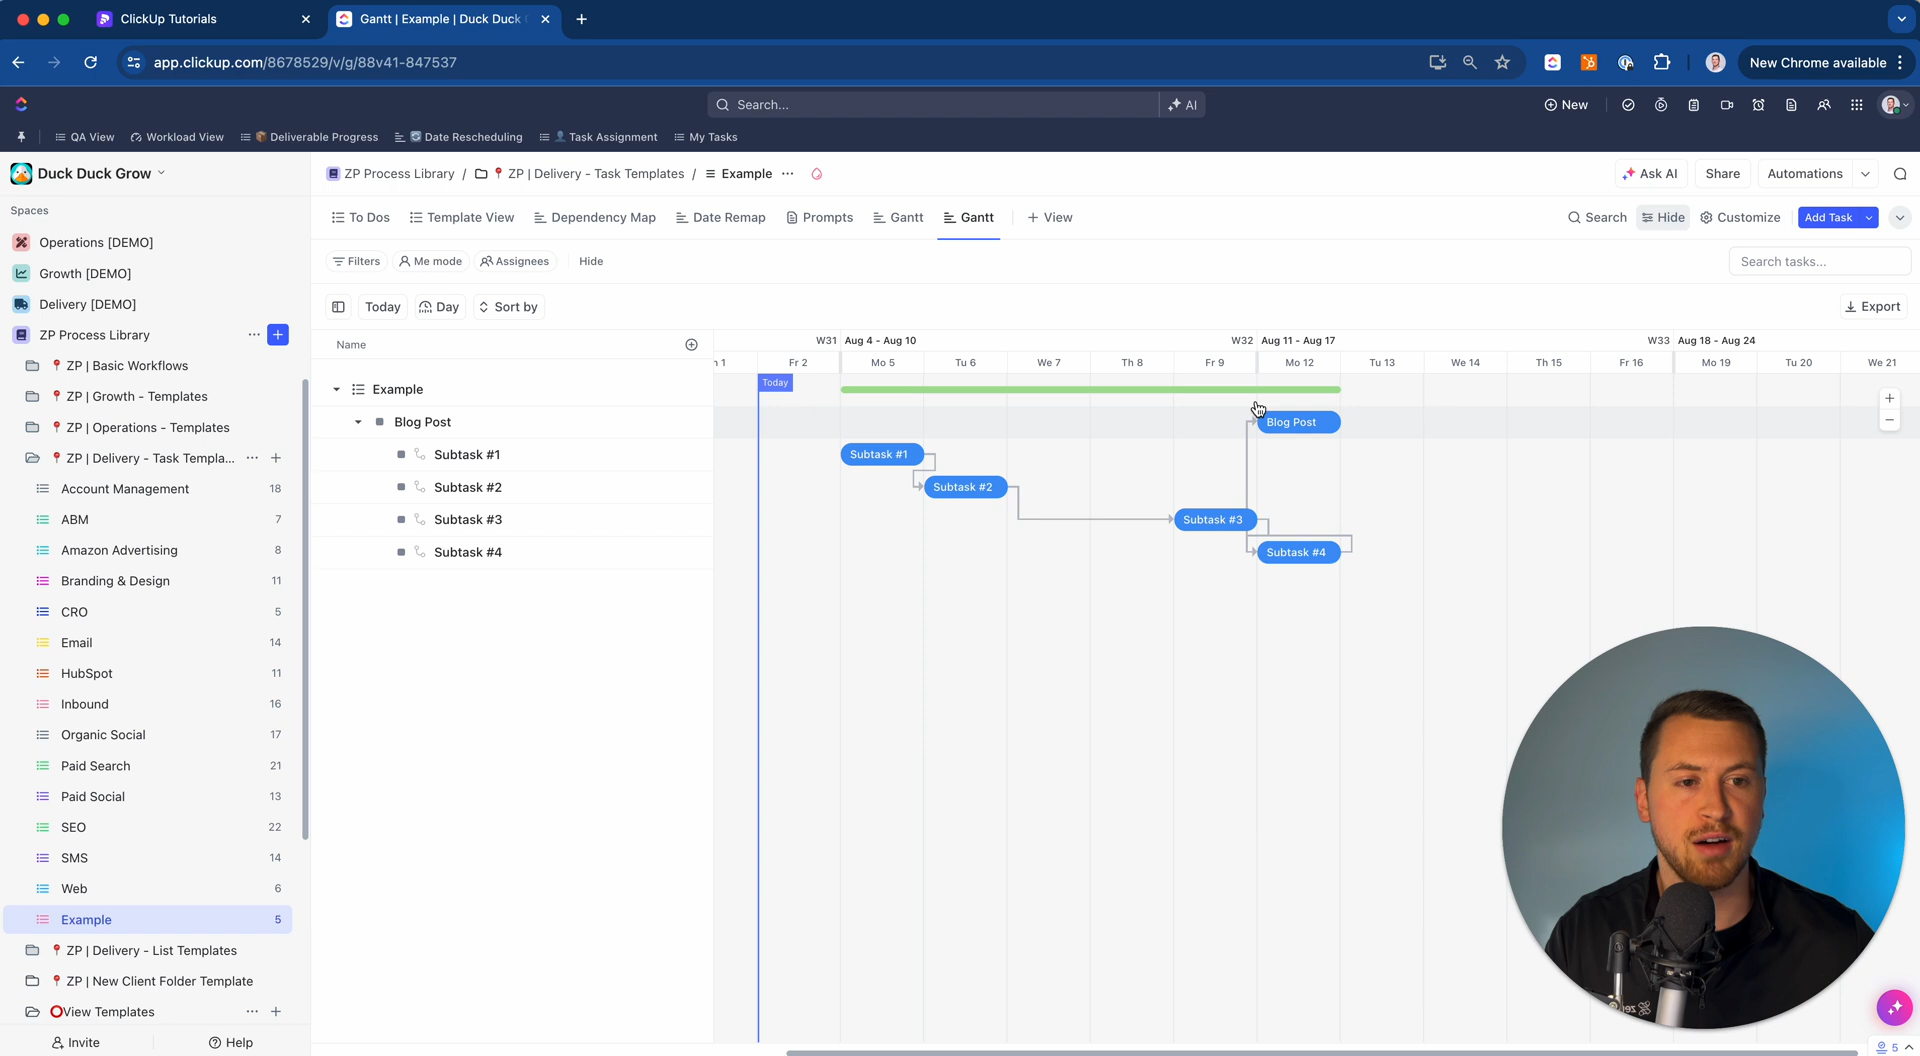 ClickUp Tutorials
Gantt | Example | Duck Duck
app.clickup.com/8678529/v/g/88v41-847537
New Chrome available
Search...
AI
New
QA View
Workload View
Deliverable Progress
Date Rescheduling
Task Assignment
My Tasks
Duck Duck Grow
ZP Process Library / ZP | Delivery - Task Templates / Example
Ask AI
Share
Automations
Spaces
Operations [DEMO]
Growth [DEMO]
Delivery [DEMO]
ZP Process Library
ZP | Basic Workflows
ZP | Growth - Templates
ZP | Operations - Templates
ZP | Delivery - Task Templa...
Account Management 18
ABM 7
Amazon Advertising 8
Branding & Design 11
CRO 5
Email 14
HubSpot 11
Inbound 16
Organic Social 17
Paid Search 21
Paid Social 13
SEO 22
SMS 14
Web 6
Example 5
ZP | Delivery - List Templates
ZP | New Client Folder Template
View Templates
Invite
Help
To Dos
Template View
Dependency Map
Date Remap
Prompts
Gantt
Gantt
+ View
Search
Hide
Customize
Add Task
Filters
Me mode
Assignees
Hide
Search tasks...
Today
Day
Sort by
Export
Name
W31 Aug 4 - Aug 10
W32 Aug 11 - Aug 17
W33 Aug 18 - Aug 24
1
Fr 2
Mo 5
Tu 6
We 7
Th 8
Fr 9
Mo 12
Tu 13
We 14
Th 15
Fr 16
Mo 19
Tu 20
We 21
Today
Example
Blog Post
Subtask #1
Subtask #2
Subtask #3
Subtask #4
Blog Post
Subtask #1
Subtask #2
Subtask #3
Subtask #4
5